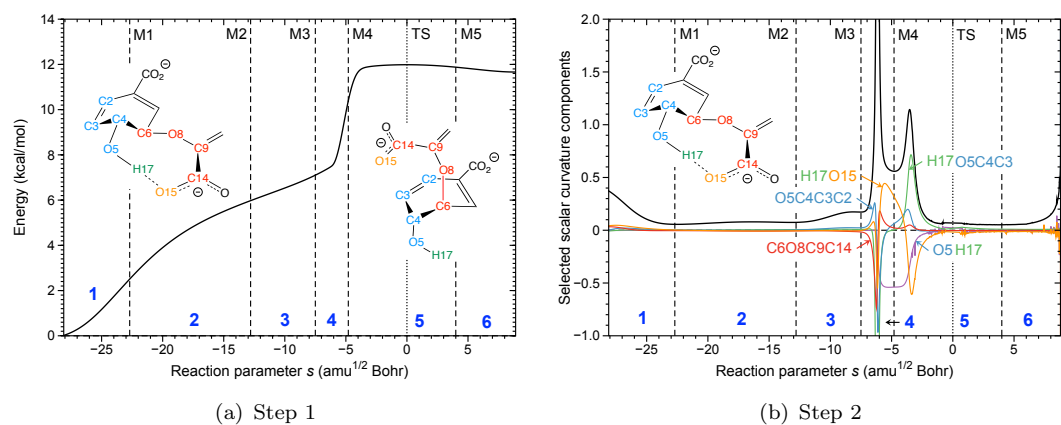 M1
M2
M3
M4
TS
M5
14
12
10
8
6
4
2
0
Energy (kcal/mol)
CO2⊖
C2
C3
C4
C6
O8
O5
C9
H17
C14
O15
O
⊖
O
C14
C9
⊖
O15
O8
⊖
CO2
C2
C3
C6
C4
O5
H17
1
2
3
4
5
6
−25
−20
−15
−10
−5
0
5
Reaction parameter s (amu1/2 Bohr)
(a) Step 1
M1
M2
M3
M4
TS
M5
2.0
1.5
1.0
0.5
0
−0.5
−1.0
Selected scalar curvature components
CO2⊖
C2
C3
C4
C6
O8
O5
C9
H17
C14
O15
O
⊖
H17O5C4C3
H17O15
O5C4C3C2
C6O8C9C14
O5H17
1
2
3
←4
5
6
−25
−20
−15
−10
−5
0
5
Reaction parameter s (amu1/2 Bohr)
(b) Step 2